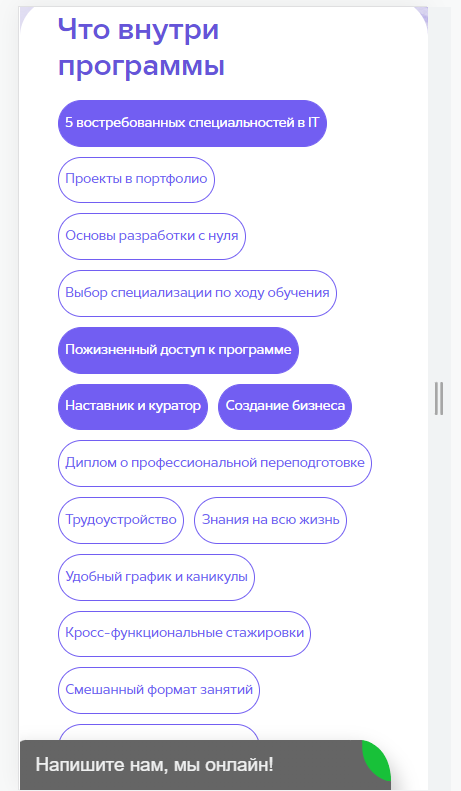 Что внутри
программы
5 востребованных специальностей в IT
Проекты в портфолио
Основы разработки с нуля
Выбор специализации по ходу обучения
Пожизненный доступ к программе
Наставник и куратор
Создание бизнеса
Диплом о профессиональной переподготовке
Трудоустройство
Знания на всю жизнь
Удобный график и каникулы
Кросс-функциональные стажировки
Смешанный формат занятий
Напишите нам, мы онлайн!